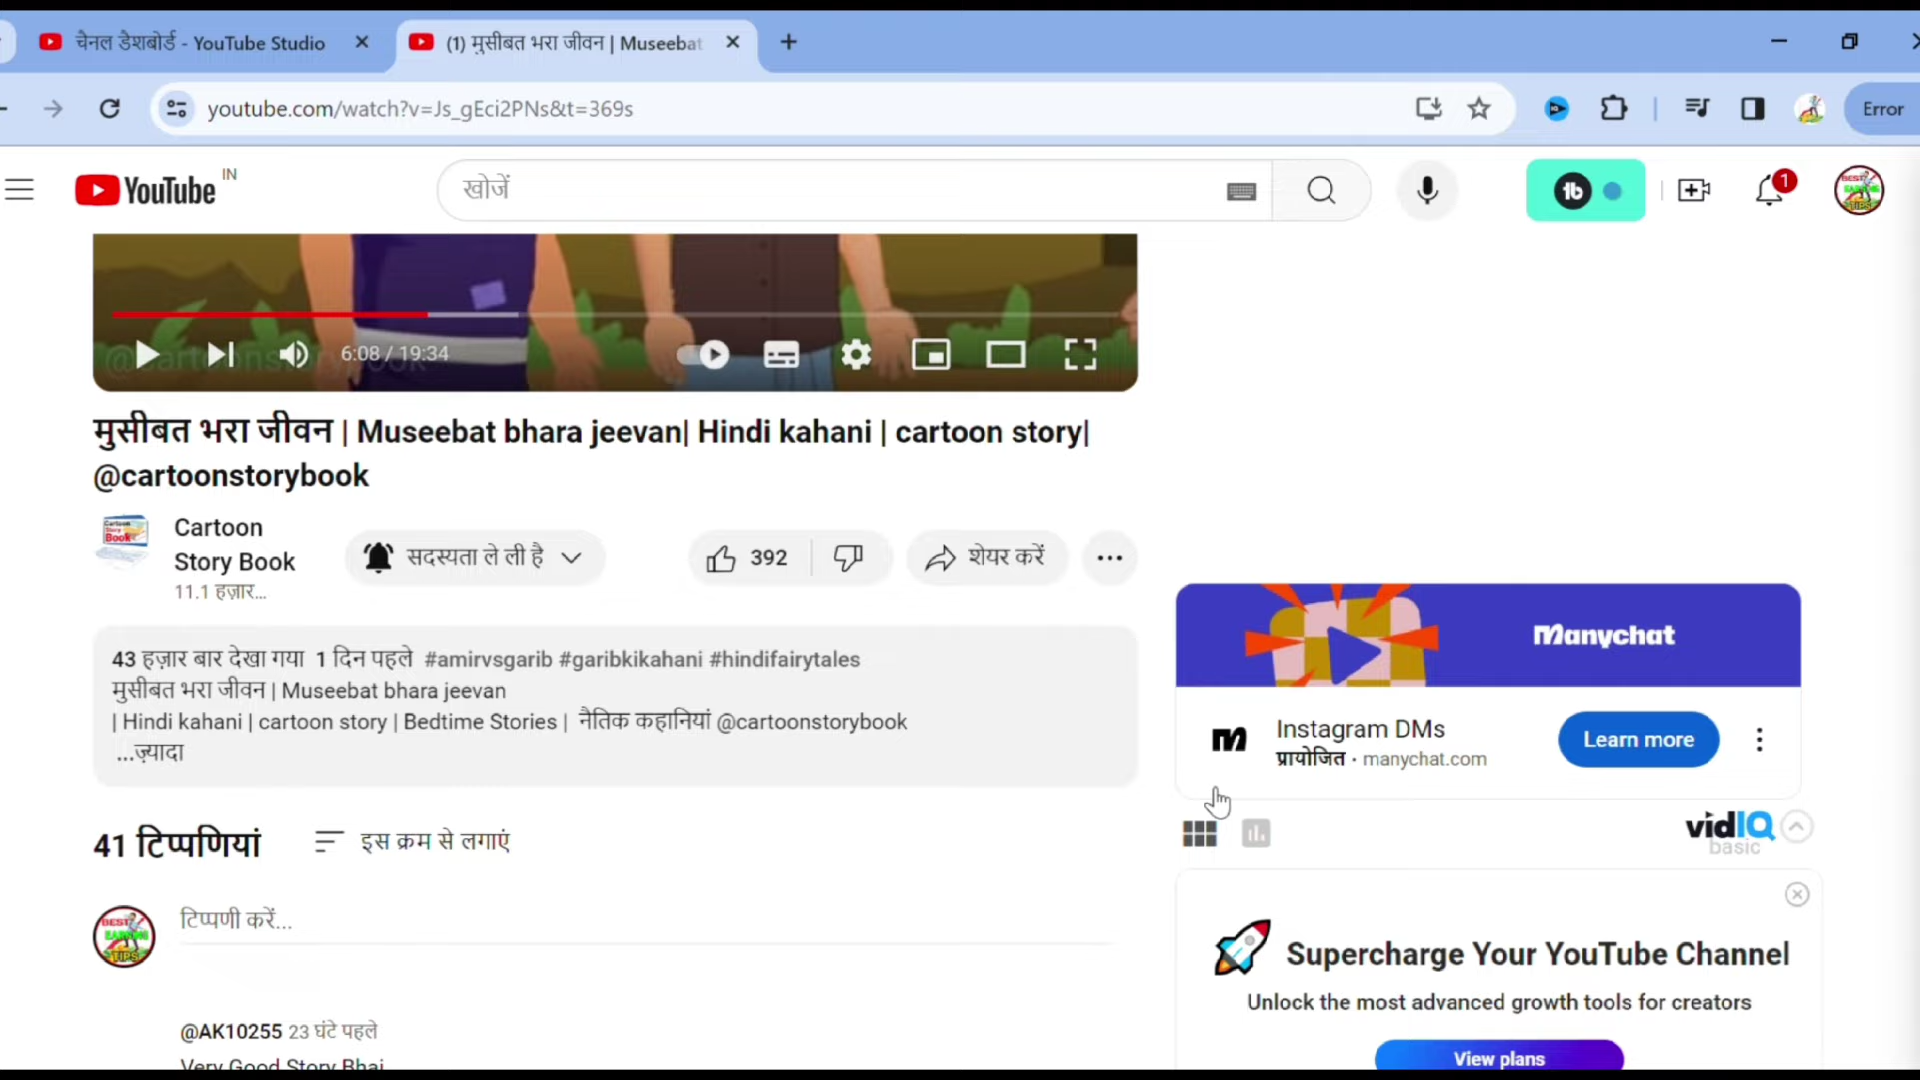 चैनल डैशबोर्ड - YouTube Studio
(1) मुसीबत भरा जीवन | Museebat
youtube.com/watch?v=Js_gEci2PNs&t=369s
Error
YouTube IN
खोजें
1
@cartoonstorybook
6:08 / 19:34
मुसीबत भरा जीवन | Museebat bhara jeevan| Hindi kahani | cartoon story|
@cartoonstorybook
Cartoon
Story Book
11.1 हज़ार...
सदस्यता ले ली है
392
शेयर करें
43 हज़ार बार देखा गया 1 दिन पहले #amirvsgarib #garibkikahani #hindifairytales
मुसीबत भरा जीवन | Museebat bhara jeevan
| Hindi kahani | cartoon story | Bedtime Stories | नैतिक कहानियां @cartoonstorybook
...ज़्यादा
Manychat
Instagram DMs
प्रायोजित · manychat.com
Learn more
vidIQ
basic
41 टिप्पणियां
इस क्रम से लगाएं
BEST
EARNING
TIPS
टिप्पणी करें...
Supercharge Your YouTube Channel
Unlock the most advanced growth tools for creators
View plans
@AK10255 23 घंटे पहले
Very Good Story Bhai